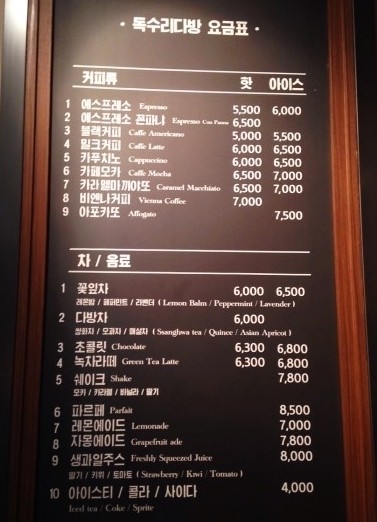 · 독수리다방 요금표 ·
커피류 핫 아이스
1 에스프레소 Espresso 5,500 6,000
2 에스프레소 꼰파냐 Espresso Con Panna 6,500
3 블랙커피 Caffe Americano 5,000 5,500
4 밀크커피 Caffe Latte 6,000 6,500
5 카푸치노 Cappuccino 6,000 6,500
6 카페모카 Caffe Mocha 6,500 7,000
7 카라멜마끼야또 Caramel Macchiato 6,500 7,000
8 비엔나커피 Vienna Coffee 7,000
9 아포카또 Affogato 7,500
차 / 음료
1 꽃잎차 6,000 6,500
레몬밤 / 페퍼민트 / 라벤더 ( Lemon Balm / Peppermint / Lavender )
2 다방차 6,000
쌍화차 / 모과차 / 매실차 ( Ssanghwa tea / Quince / Asian Apricot )
3 초콜릿 Chocolate 6,300 6,800
4 녹차라떼 Green Tea Latte 6,300 6,800
5 쉐이크 Shake 7,800
모카 / 카라멜 / 바닐라 / 딸기
6 파르페 Parfait 8,500
7 레몬에이드 Lemonade 7,000
8 자몽에이드 Grapefruit ade 7,800
9 생과일주스 Freshly Squeezed Juice 8,000
딸기 / 키위 / 토마토 ( Strawberry / Kiwi / Tomato )
10 아이스티 / 콜라 / 사이다 4,000
Iced tea / Coke / Sprite